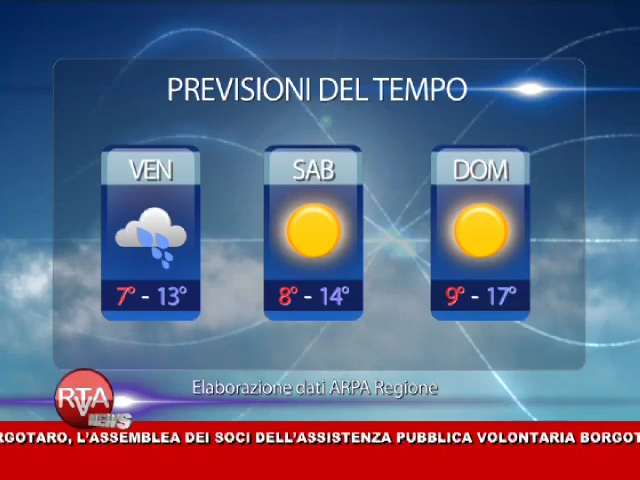 PREVISIONI DEL TEMPO
VEN SAB DOM
7° - 13° 8° - 14° 9° - 17°
Elaborazione dati ARPA Regione
RTVA
NEWS
RGOTARO, L'ASSEMBLEA DEI SOCI DELL'ASSISTENZA PUBBLICA VOLONTARIA BORGOT